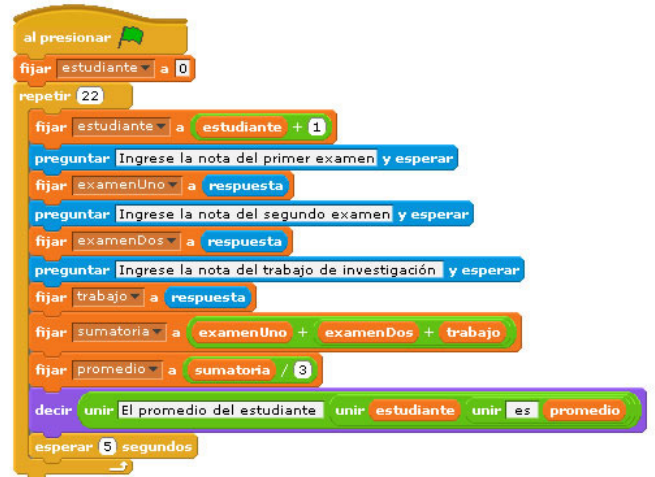 al presionar
fijar estudiante a 0
repetir 22
fijar estudiante a estudiante + 1
preguntar Ingrese la nota del primer examen y esperar
fijar examenUno a respuesta
preguntar Ingrese la nota del segundo examen y esperar
fijar examenDos a respuesta
preguntar Ingrese la nota del trabajo de investigación y esperar
fijar trabajo a respuesta
fijar sumatoria a examenUno + examenDos + trabajo
fijar promedio a sumatoria / 3
decir unir El promedio del estudiante unir estudiante unir es promedio
esperar 5 segundos